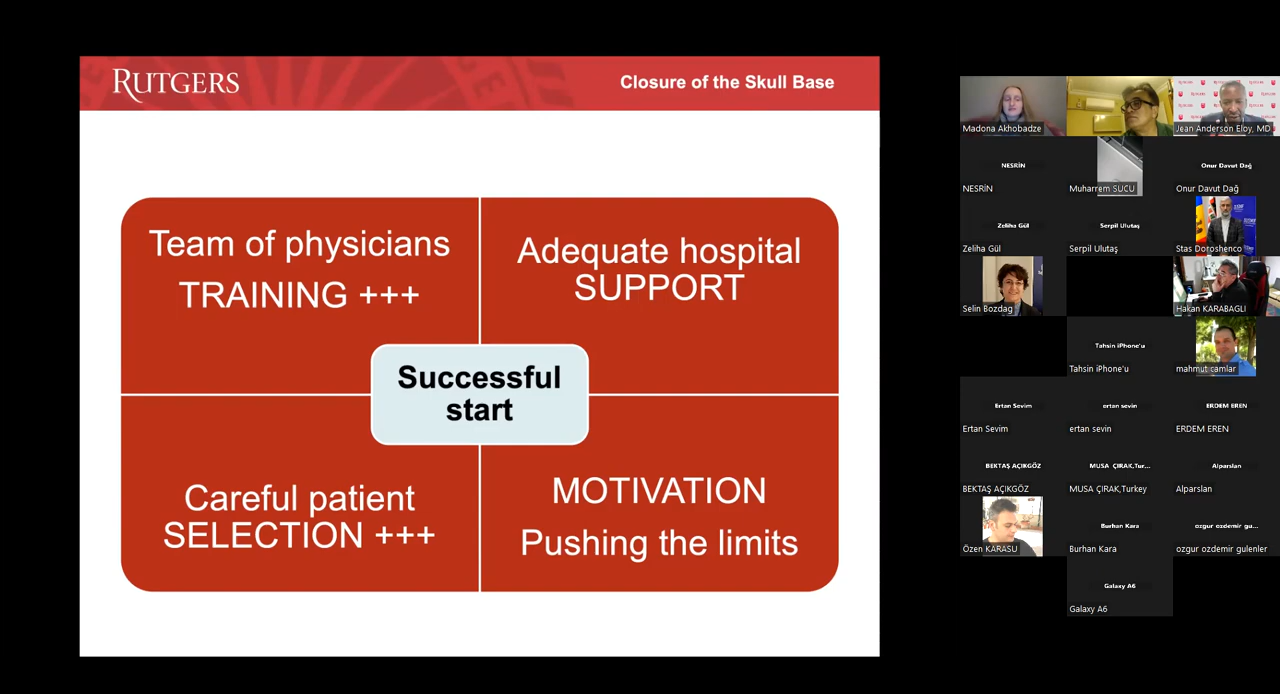 RUTGERS
Closure of the Skull Base
Team of physicians
TRAINING +++
Adequate hospital
SUPPORT
Successful
start
Careful patient
SELECTION +++
MOTIVATION
Pushing the limits
Madona Akhobadze
Jean Anderson Eloy, MD
NESRİN
NESRİN
Muharrem SUCU
Onur Davut Dağ
Onur Davut Dağ
Zeliha Gül
Zeliha Gül
Serpil Ulutaş
Serpil Ulutaş
Stas Doroshenco
Selin Bozdag
Hakan KARABAGLI
Tahsin iPhone'u
Tahsin iPhone'u
mahmut camlar
Ertan Sevim
Ertan Sevim
ertan sevin
ertan sevin
ERDEM EREN
ERDEM EREN
BEKTAŞ AÇIKGÖZ
BEKTAŞ AÇIKGÖZ
MUSA ÇIRAK,Tur...
MUSA ÇIRAK,Turkey
Alparslan
Alparslan
Özen KARASU
Burhan Kara
Burhan Kara
ozgur ozdemir gu...
ozgur ozdemir gulenler
Galaxy A6
Galaxy A6